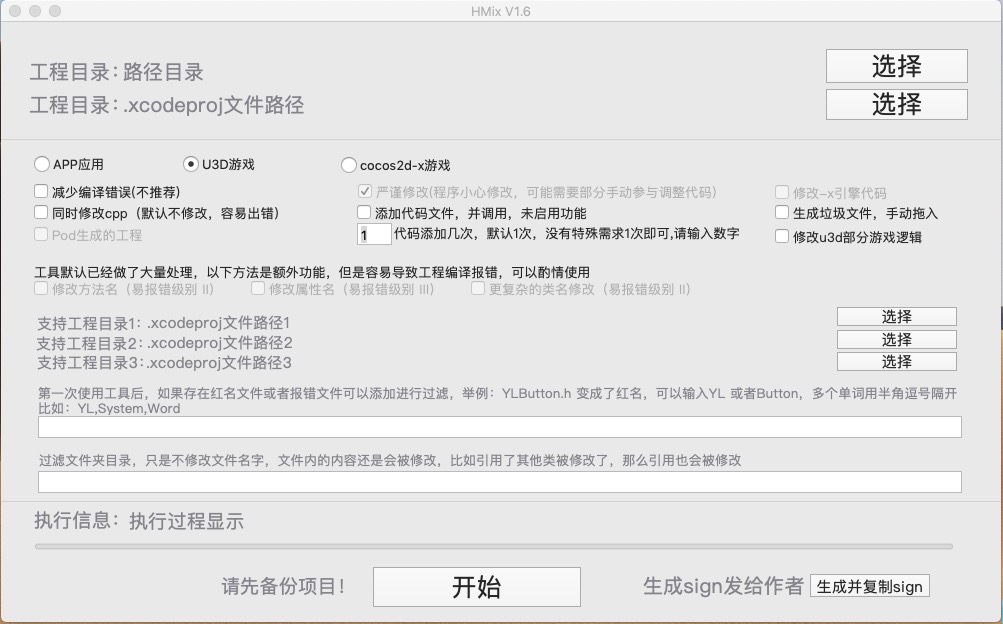 HMix V1.6
工程目录:路径目录 选择
工程目录:.xcodeproj文件路径 选择
APP应用 U3D游戏 cocos2d-x游戏
减少编译错误(不推荐) 严谨修改(程序小心修改，可能需要部分手动参与调整代码) 修改-x引擎代码
同时修改cpp（默认不修改，容易出错） 添加代码文件，并调用，未启用功能 生成垃圾文件，手动拖入
Pod生成的工程 1 代码添加几次，默认1次，没有特殊需求1次即可,请输入数字 修改u3d部分游戏逻辑
工具默认已经做了大量处理，以下方法是额外功能，但是容易导致工程编译报错，可以酌情使用
修改方法名（易报错级别 II） 修改属性名（易报错级别 III） 更复杂的类名修改（易报错级别 II）
支持工程目录1：.xcodeproj文件路径1 选择
支持工程目录2：.xcodeproj文件路径2 选择
支持工程目录3：.xcodeproj文件路径3 选择
第一次使用工具后，如果存在红名文件或者报错文件可以添加进行过滤，举例：YLButton.h 变成了红名，可以输入YL 或者Button，多个单词用半角逗号隔开
比如：YL,System,Word
过滤文件夹目录，只是不修改文件名字，文件内的内容还是会被修改，比如引用了其他类被修改了，那么引用也会被修改
执行信息：执行过程显示
请先备份项目！ 开始 生成sign发给作者 生成并复制sign